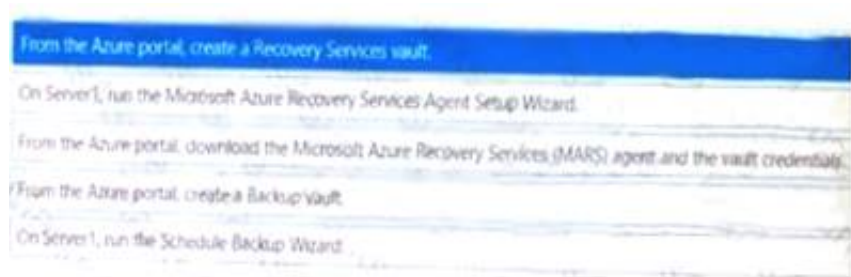 From the Azure portal, create a Recovery Services vault.
On Server1, run the Microsoft Azure Recovery Services Agent Setup Wizard.
From the Azure portal, download the Microsoft Azure Recovery Services (MARS) agent and the vault credentials.
From the Azure portal, create a Backup vault.
On Server1, run the Schedule Backup Wizard.